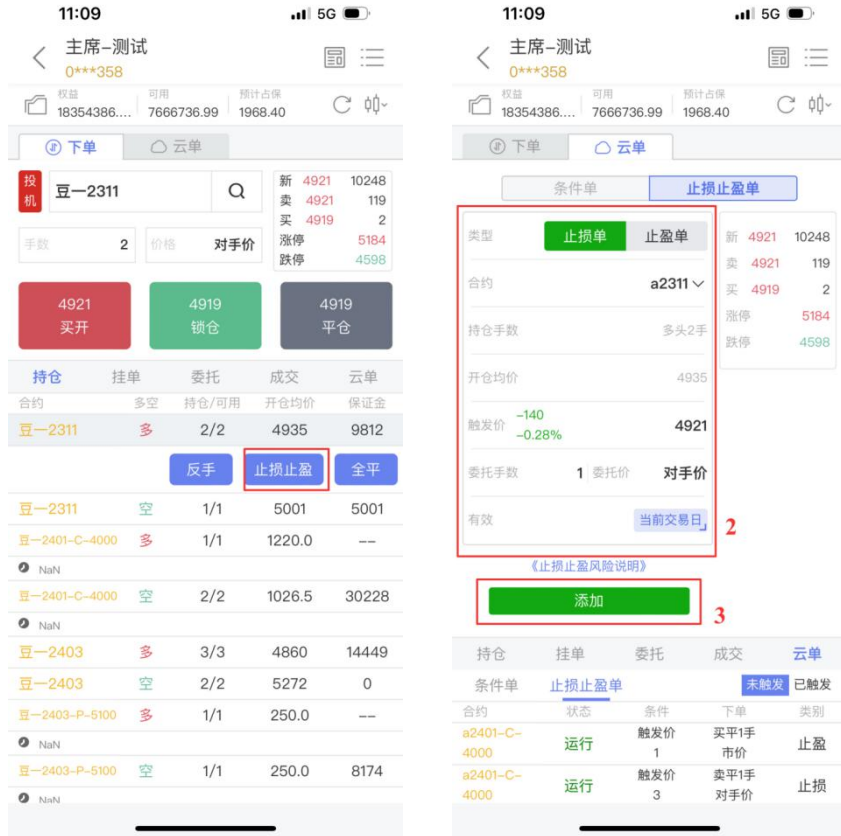 11:09
5G
主席–测试
0***358
权益
可用
预计占保
18354386....
7666736.99
1968.40
下单
云单
投机
豆一2311
新 4921 10248
卖 4921 119
买 4919 2
涨停 5184
跌停 4598
手数 2 价格 对手价
4921
买开
4919
锁仓
4919
平仓
持仓 挂单 委托 成交 云单
合约 多空 持仓/可用 开仓均价 保证金
豆一2311 多 2/2 4935 9812
反手 止损止盈 全平
豆一2311 空 1/1 5001 5001
豆一2401-C-4000 多 1/1 1220.0 --
NaN
豆一2401-C-4000 空 2/2 1026.5 30228
NaN
豆一2403 多 3/3 4860 14449
豆一2403 空 2/2 5272 0
豆一2403-P-5100 多 1/1 250.0 --
NaN
豆一2403-P-5100 空 1/1 250.0 8174
NaN
11:09
5G
主席–测试
0***358
权益
可用
预计占保
18354386....
7666736.99
1968.40
下单
云单
条件单 止损止盈单
类型 止损单 止盈单
合约 a2311
持仓手数 多头2手
开仓均价 4935
触发价 -140 4921
-0.28%
委托手数 1 委托价 对手价
有效 当前交易日
2
新 4921 10248
卖 4921 119
买 4919 2
涨停 5184
跌停 4598
《止损止盈风险说明》
添加
3
持仓 挂单 委托 成交 云单
条件单 止损止盈单 未触发 已触发
合约 状态 条件 下单 类别
a2401-C-4000 运行 触发价 1 买平1手 市价 止盈
a2401-C-4000 运行 触发价 3 卖平1手 对手价 止损